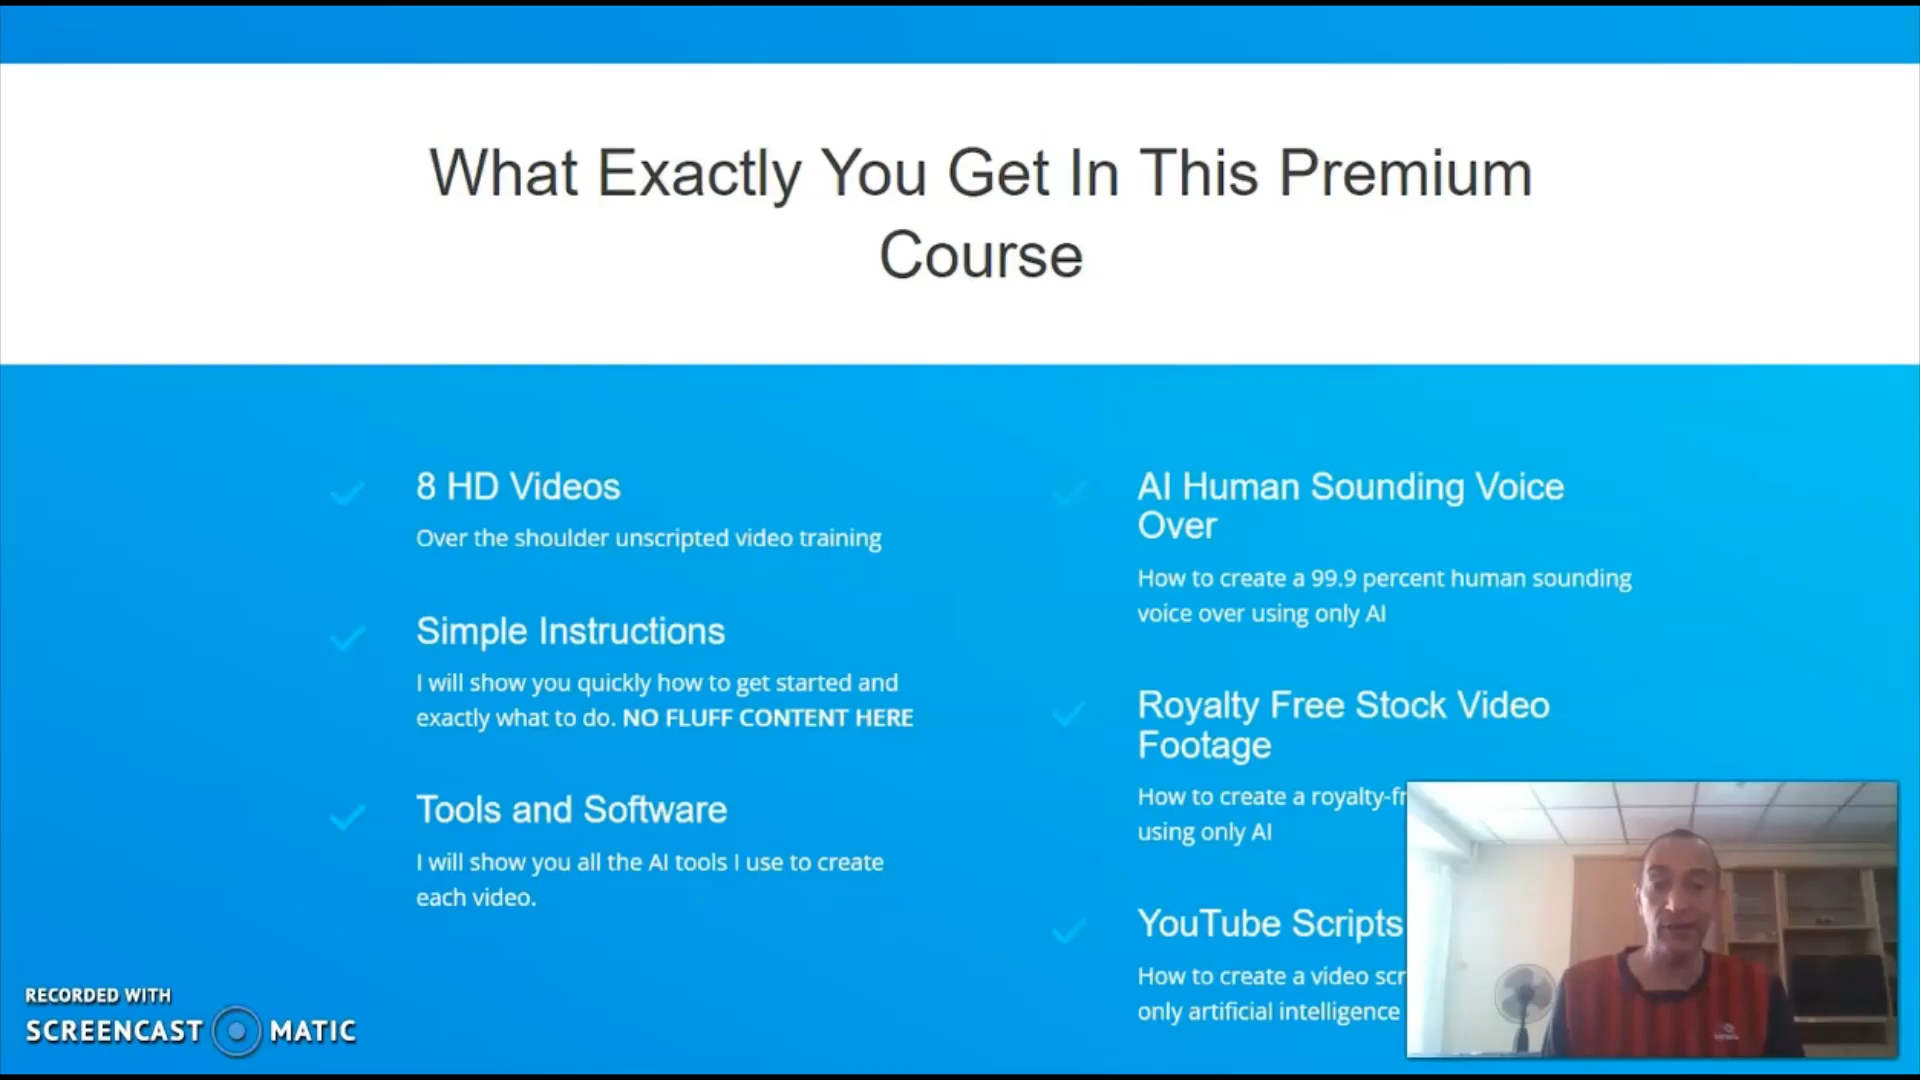 What Exactly You Get In This Premium
Course
8 HD Videos
Over the shoulder unscripted video training
Simple Instructions
I will show you quickly how to get started and
exactly what to do. NO FLUFF CONTENT HERE
Tools and Software
I will show you all the AI tools I use to create
each video.
AI Human Sounding Voice
Over
How to create a 99.9 percent human sounding
voice over using only AI
Royalty Free Stock Video
Footage
How to create a
using only AI
YouTube Scripts
How to create a video
only artificial intelligence
RECORDED WITH
SCREENCAST MATIC